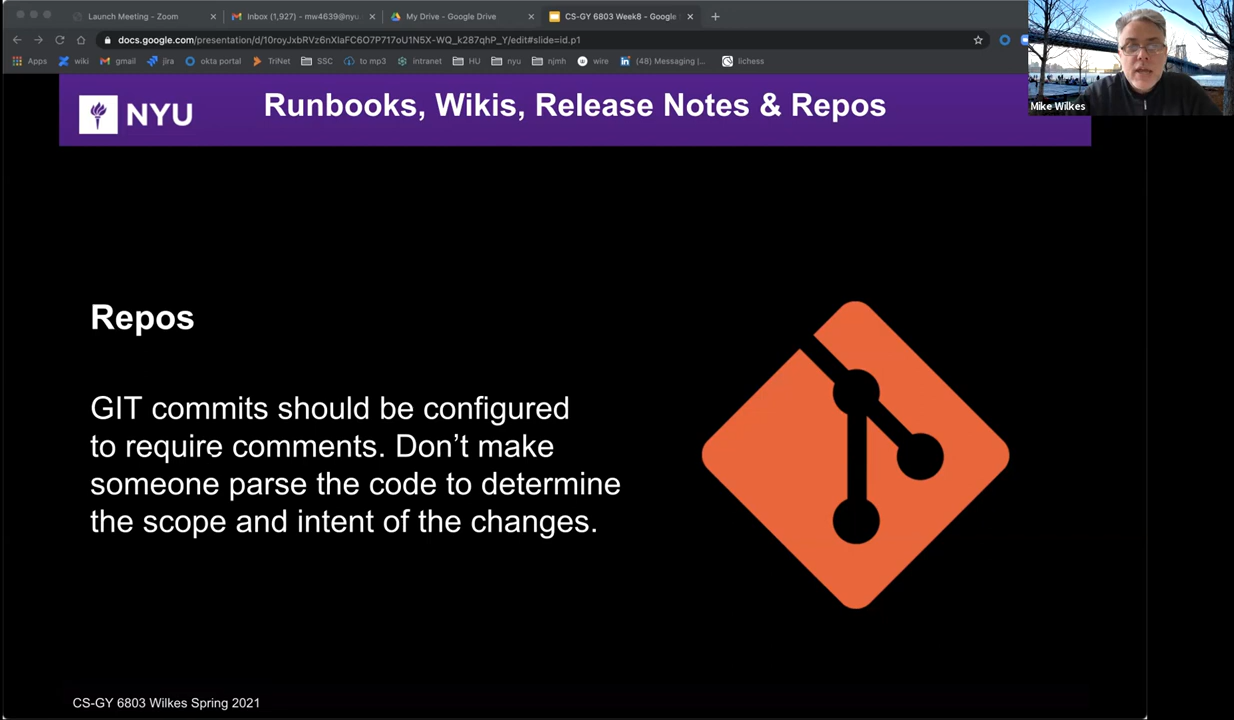 Launch Meeting - Zoom
Inbox (1,927) - mw4639@nyu
My Drive - Google Drive
CS-GY 6803 Week8 - Google
docs.google.com/presentation/d/10royJxbRVz6nXlaFC6O7P717oU1N5X-WQ_k287qhP_Y/edit#slide=id.p1
Apps wiki gmail jira okta portal TriNet SSC to mp3 intranet HU nyu njmh wire (48) Messaging |... lichess
Mike Wilkes
NYU
Runbooks, Wikis, Release Notes & Repos
Repos
GIT commits should be configured
to require comments. Don’t make
someone parse the code to determine
the scope and intent of the changes.
CS-GY 6803 Wilkes Spring 2021